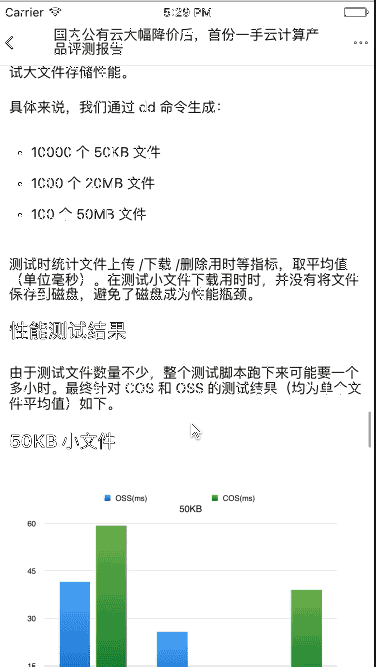 Carrier 5:29 PM
国内公有云大幅降价后，首份一手云计算产
品评测报告
试大文件存储性能。
具体来说，我们通过 dd 命令生成：
10000 个 50KB 文件
1000 个 20MB 文件
100 个 50MB 文件
测试时统计文件上传 /下载 /删除用时等指标，取平均值
（单位毫秒）。在测试小文件下载用时时，并没有将文件
保存到磁盘，避免了磁盘成为性能瓶颈。
性能测试结果
由于测试文件数量不少，整个测试脚本跑下来可能要一个
多小时。最终针对 COS 和 OSS 的测试结果（均为单个文
件平均值）如下。
50KB 小文件
OSS(ms) COS(ms)
50KB
60
45
30
15